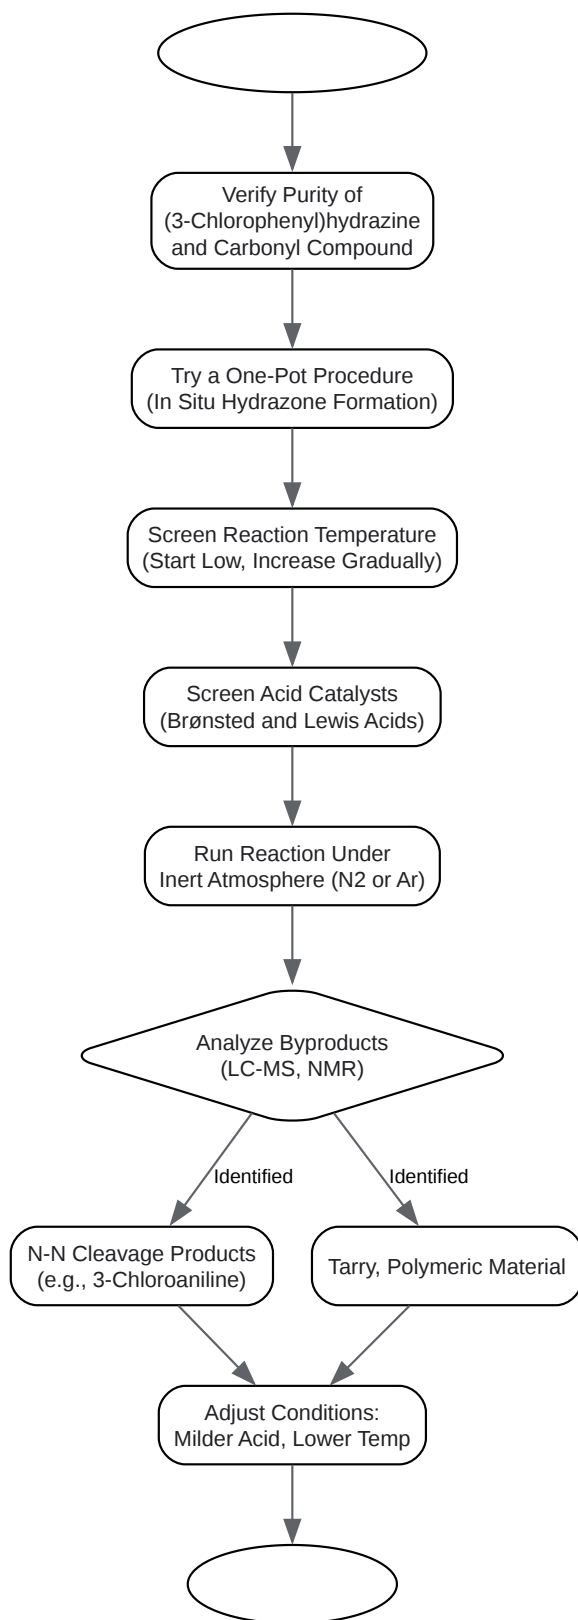 Verify Purity of
(3-Chlorophenyl)hydrazine
and Carbonyl Compound
Try a One-Pot Procedure
(In Situ Hydrazone Formation)
Screen Reaction Temperature
(Start Low, Increase Gradually)
Screen Acid Catalysts
(Brønsted and Lewis Acids)
Run Reaction Under
Inert Atmosphere (N2 or Ar)
Analyze Byproducts
(LC-MS, NMR)
Identified
Identified
N-N Cleavage Products
(e.g., 3-Chloroaniline)
Tarry, Polymeric Material
Adjust Conditions:
Milder Acid, Lower Temp